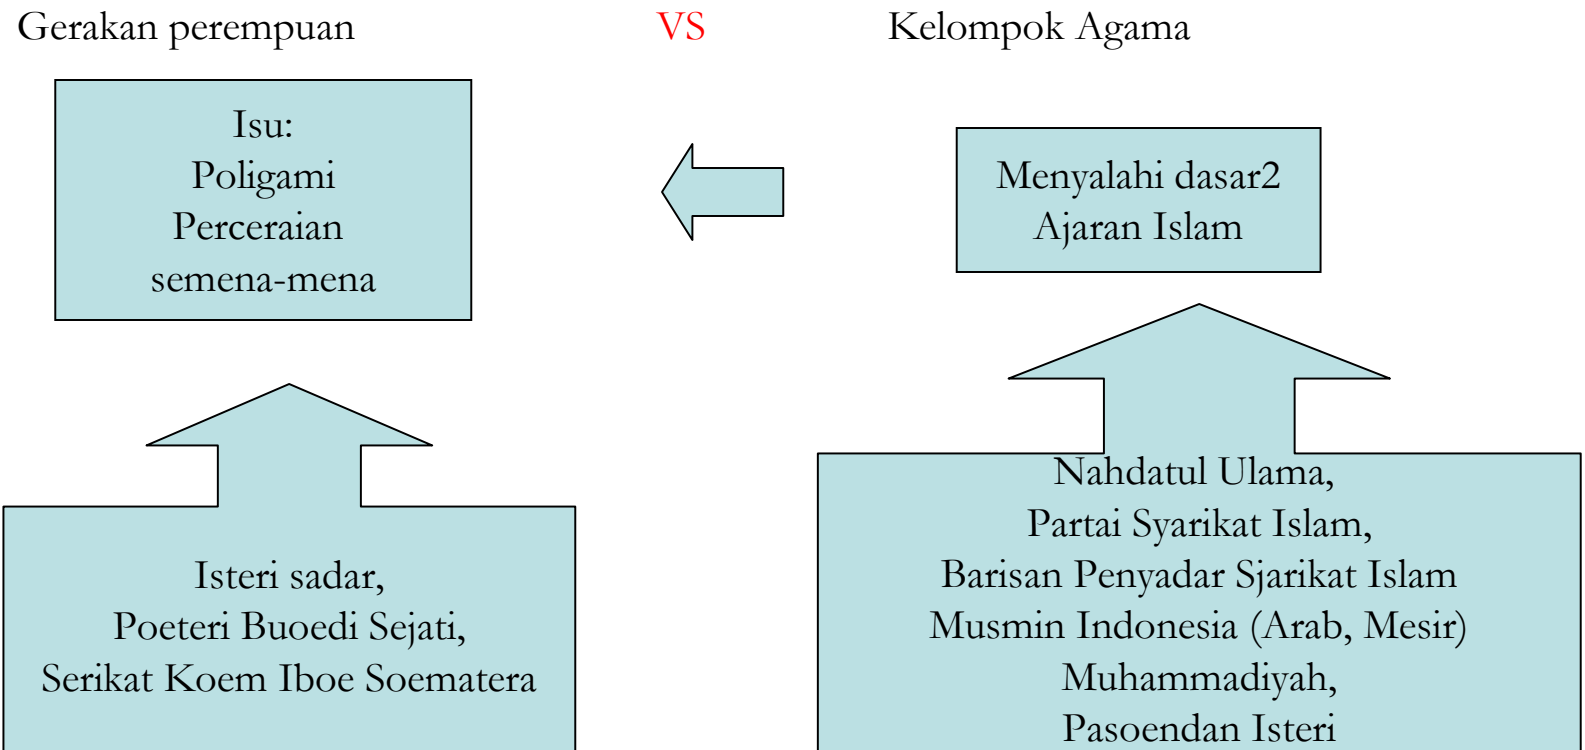 Gerakan perempuan VS Kelompok Agama
Isu:
Poligami
Perceraian
semena-mena
Menyalahi dasar2
Ajaran Islam
Isteri sadar,
Poeteri Buoedi Sejati,
Serikat Koem Iboe Soematera
Nahdatul Ulama,
Partai Syarikat Islam,
Barisan Penyadar Sjarikat Islam
Musmin Indonesia (Arab, Mesir)
Muhammadiyah,
Pasoendan Isteri